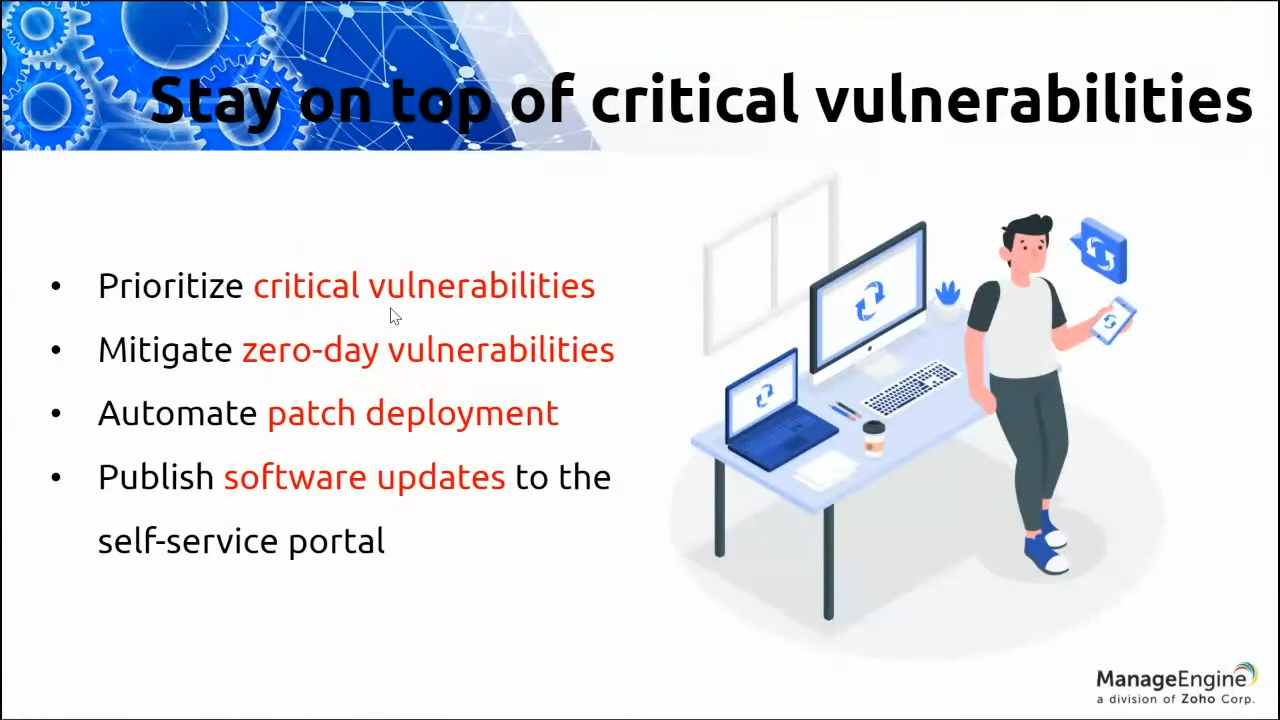 Stay on top of critical vulnerabilities
• Prioritize critical vulnerabilities
• Mitigate zero-day vulnerabilities
• Automate patch deployment
• Publish software updates to the
self-service portal
ManageEngine
a division of Zoho Corp.